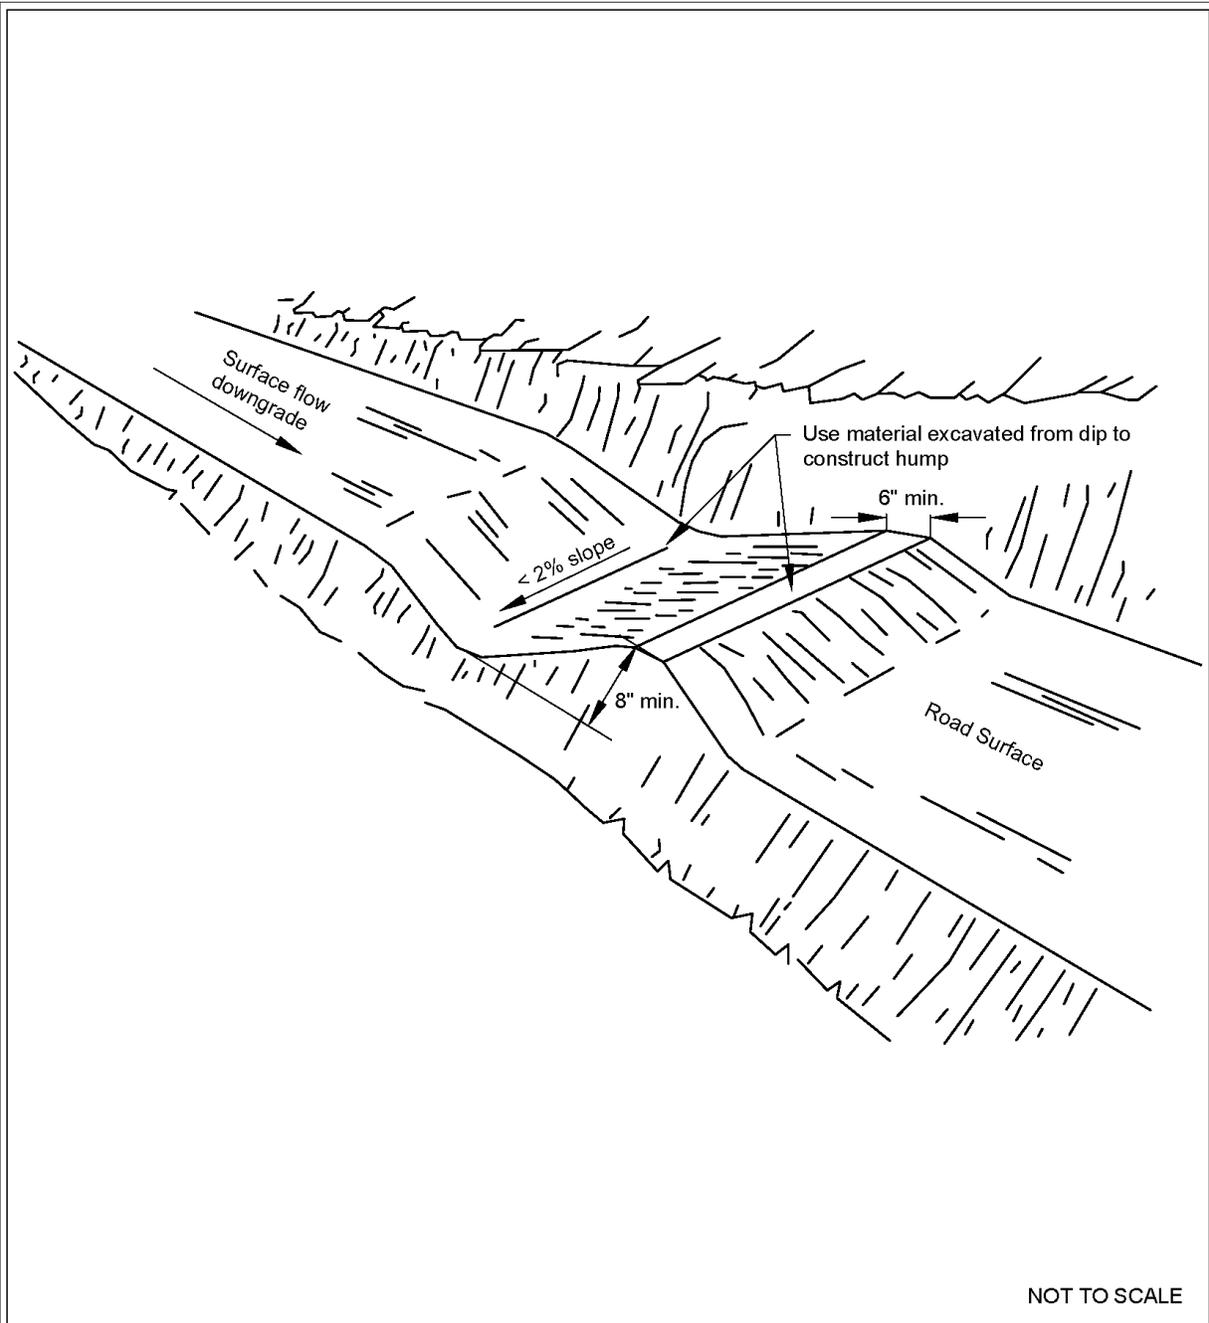 Surface flow
downgrade
Use material excavated from dip to
construct hump
6" min.
< 2% slope
8" min.
Road Surface
NOT TO SCALE